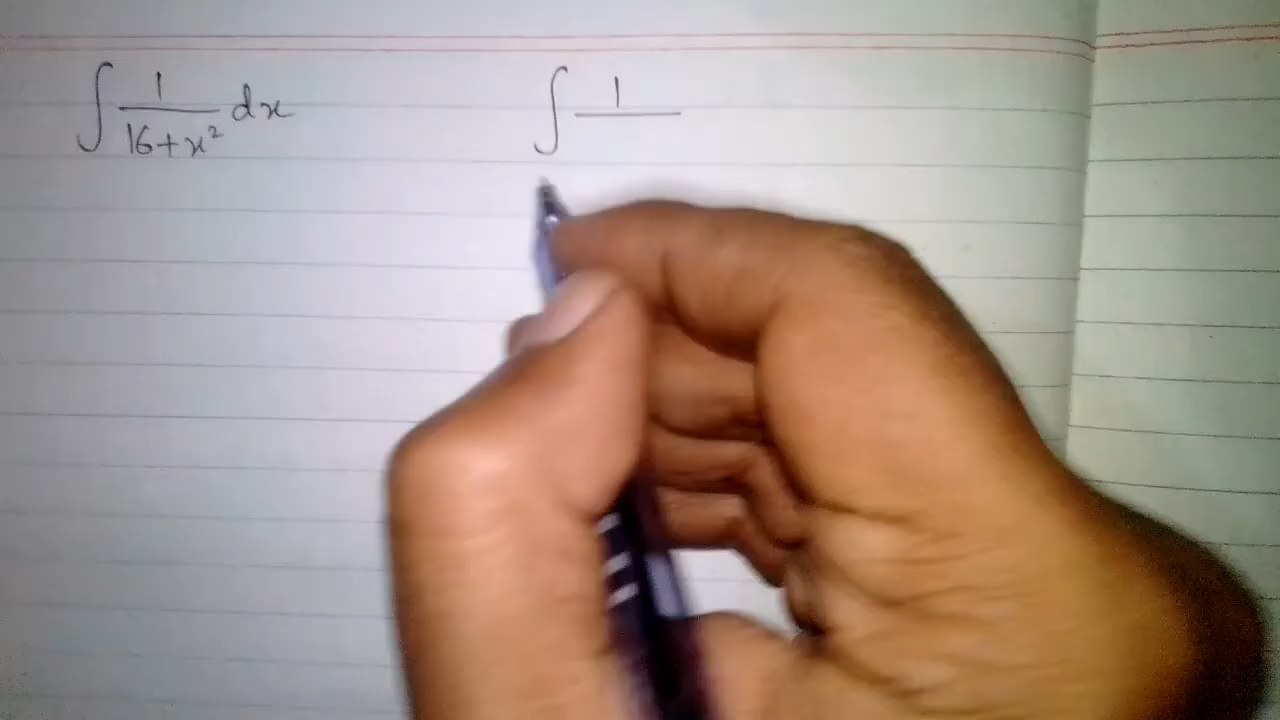 ∫ 1/(16+x²) dx    ∫ 1/